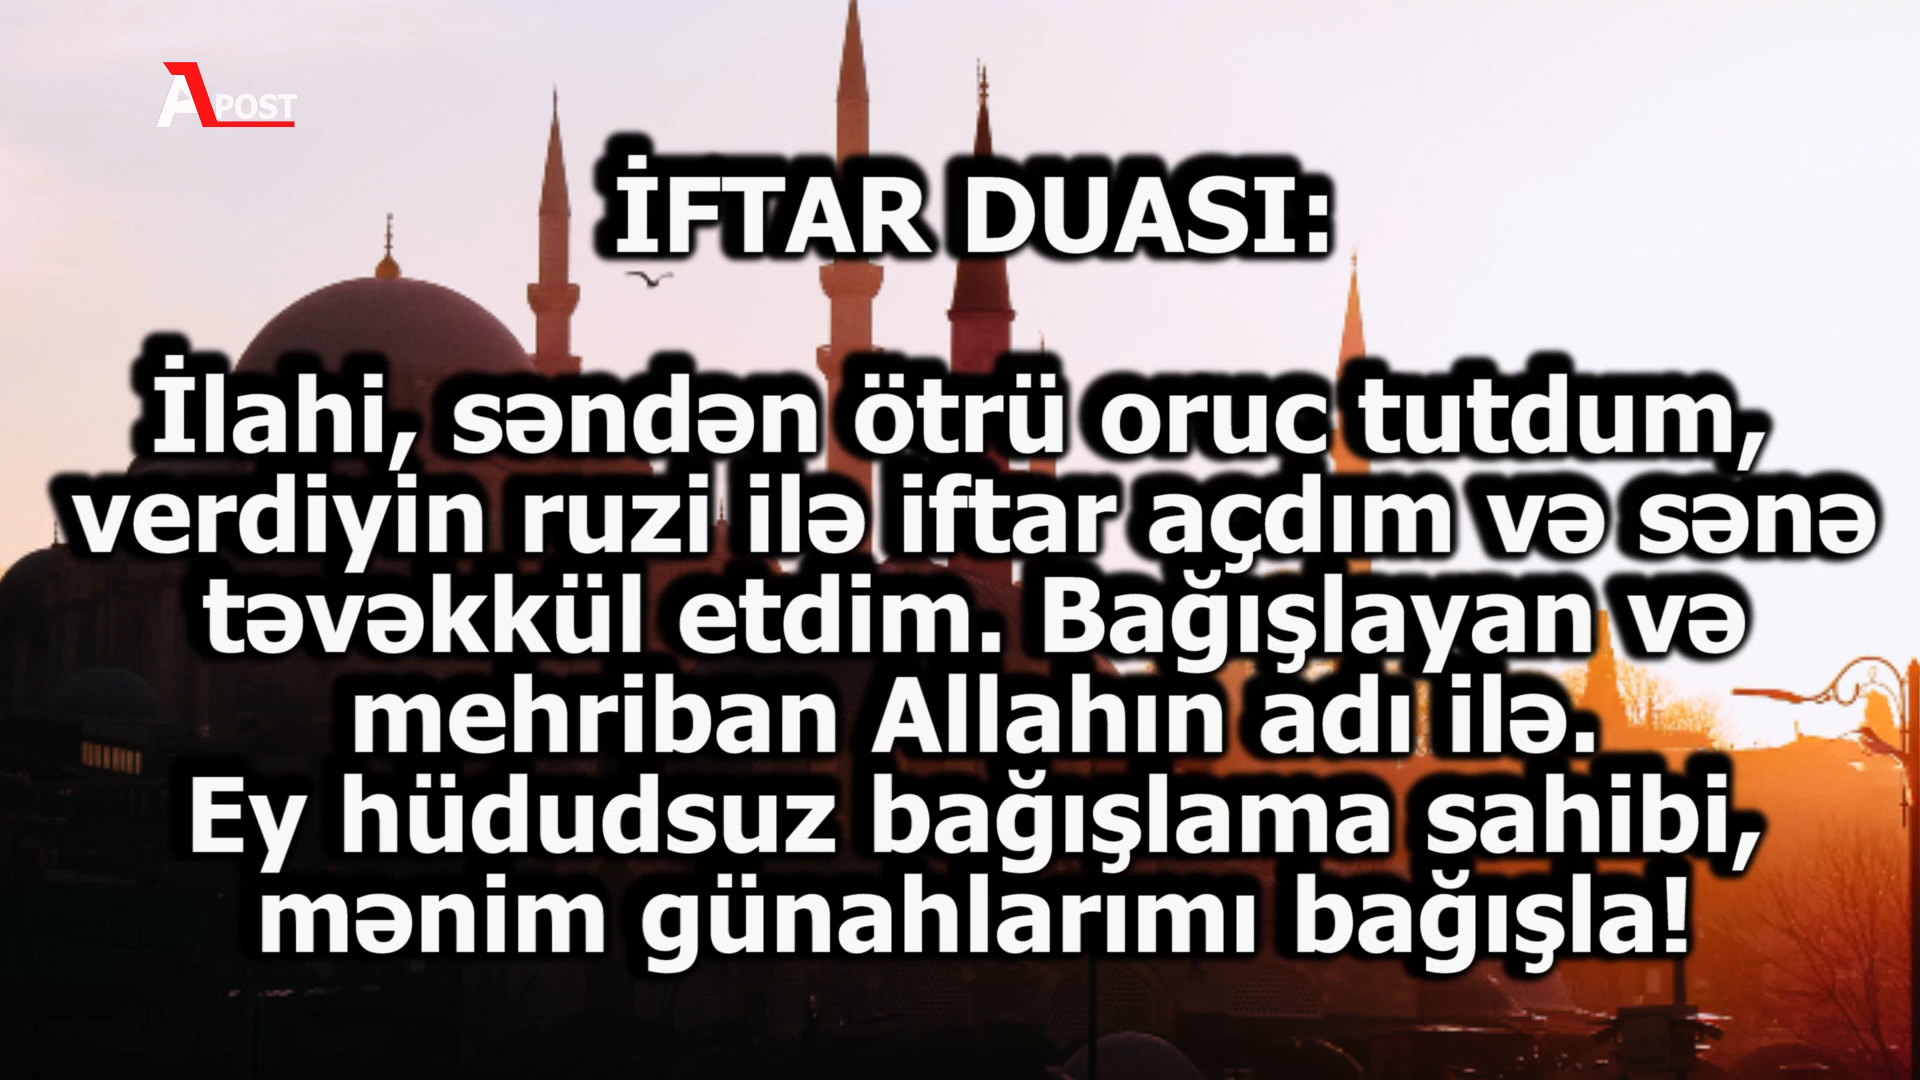 APOST
İFTAR DUASI:
İlahi, səndən ötrü oruc tutdum,
verdiyin ruzi ilə iftar açdım və sənə
təvəkkül etdim. Bağışlayan və
mehriban Allahın adı ilə.
Ey hüdudsuz bağışlama sahibi,
mənim günahlarımı bağışla!